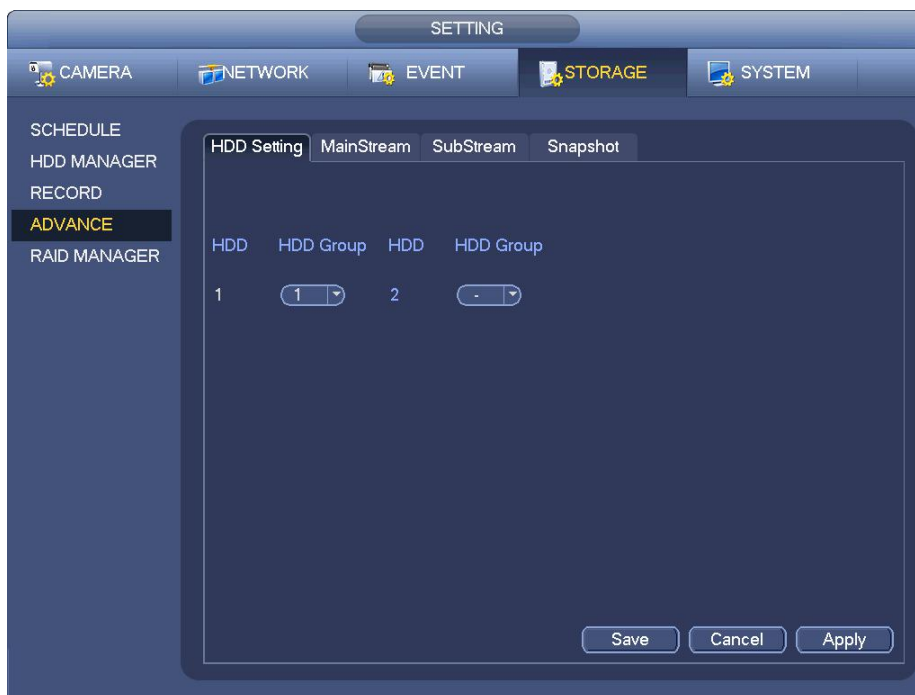 SETTING
CAMERA NETWORK EVENT STORAGE SYSTEM
SCHEDULE
HDD MANAGER
RECORD
ADVANCE
RAID MANAGER
HDD Setting MainStream SubStream Snapshot
HDD HDD Group HDD HDD Group
1 1 2 -
Save Cancel Apply